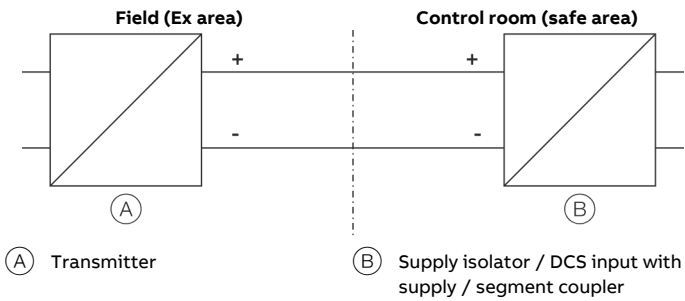 Field (Ex area) Control room (safe area)
+ +
- -
A B
A Transmitter B Supply isolator / DCS input with
supply / segment coupler